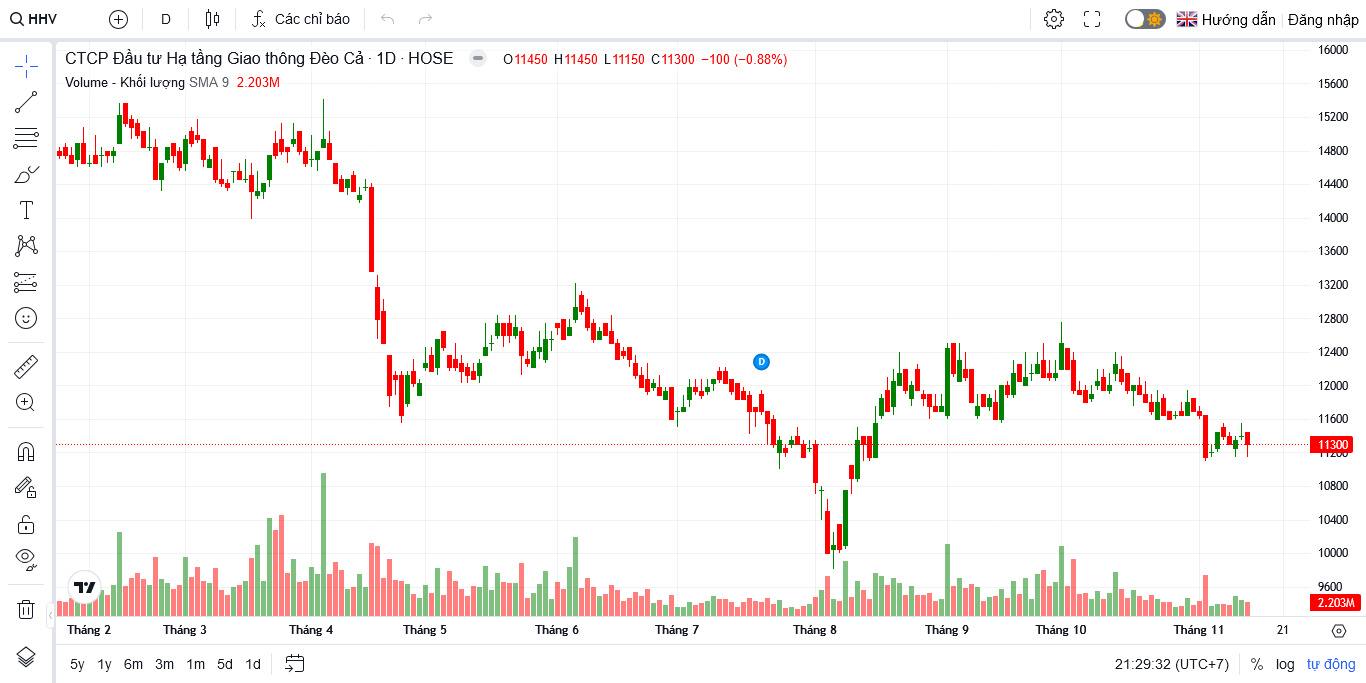 HHV D Các chỉ báo Hướng dẫn Đăng nhập
CTCP Đầu tư Hạ tầng Giao thông Đèo Cả · 1D · HOSE O11450 H11450 L11150 C11300 −100 (−0.88%)
Volume - Khối lượng SMA 9 2.203M
16000
15600
15200
14800
14400
14000
13600
13200
12800
12400
12000
11600
11300
11200
10800
10400
10000
9600
2.203M
D
Tháng 2 Tháng 3 Tháng 4 Tháng 5 Tháng 6 Tháng 7 Tháng 8 Tháng 9 Tháng 10 Tháng 11 21
5y 1y 6m 3m 1m 5d 1d 21:29:32 (UTC+7) % log tự động